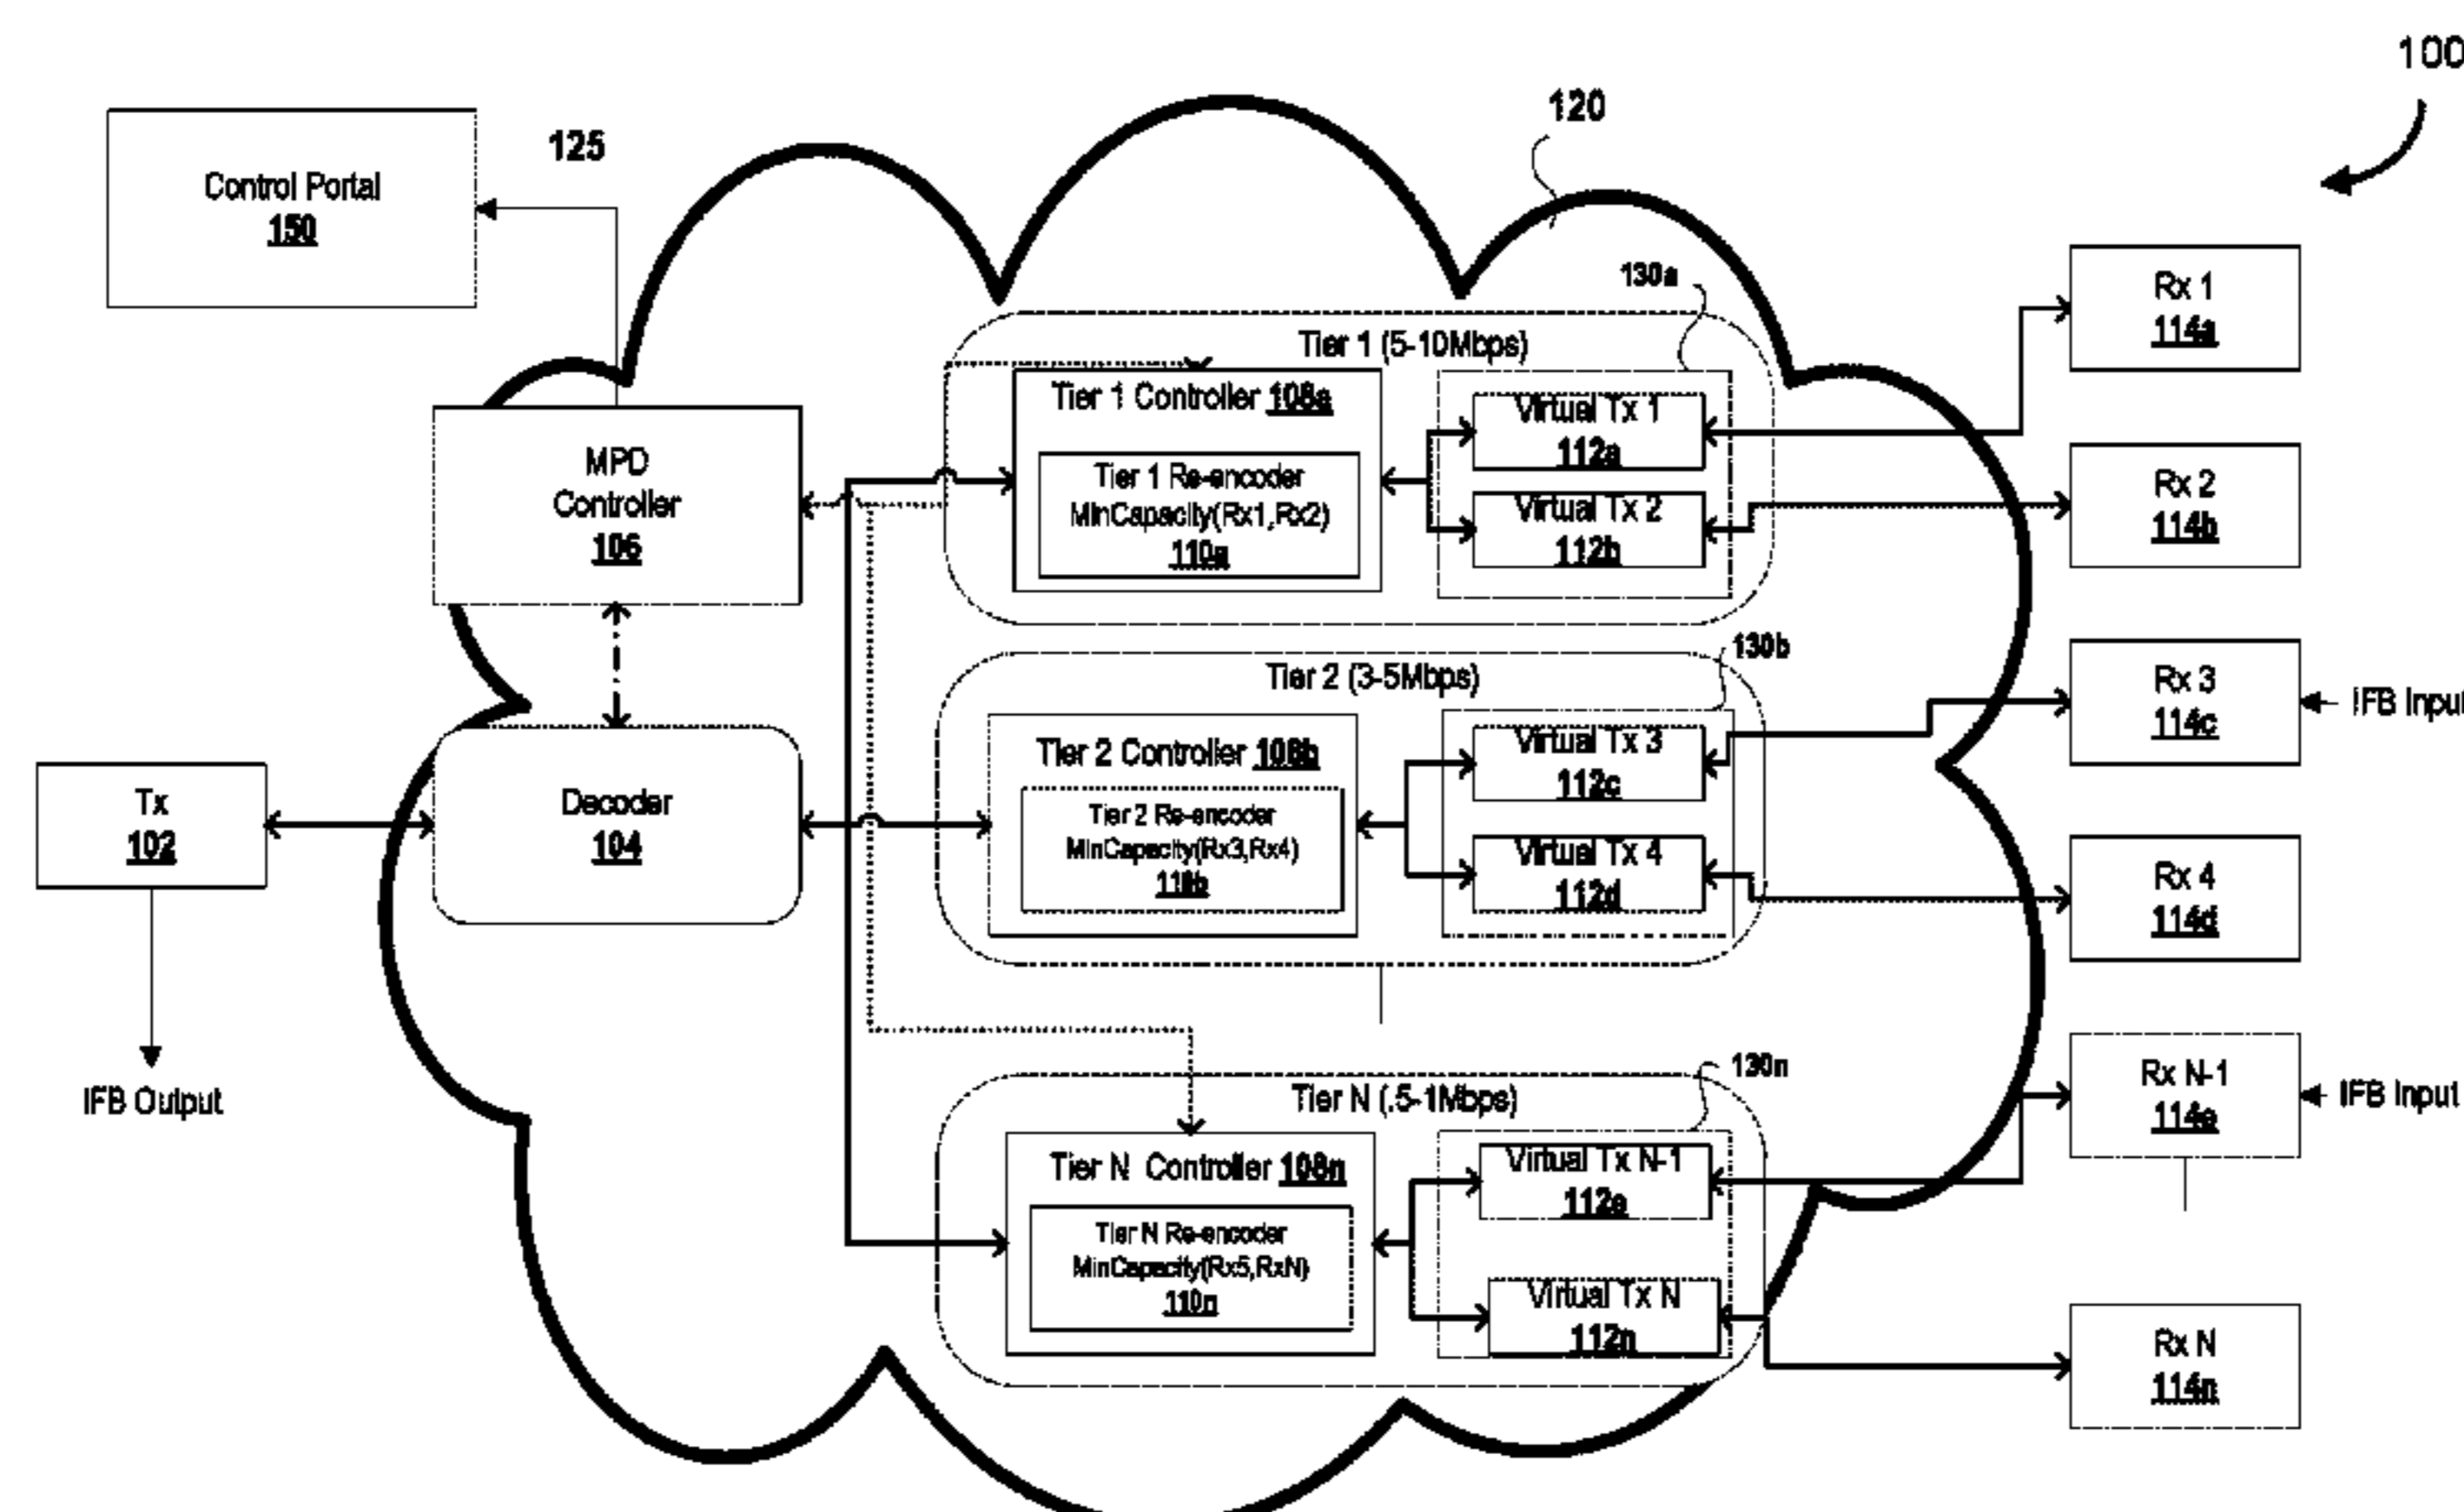 100
120
125
Control Portal
150
130a
Rx 1
114a
Tier 1 (5-10Mbps)
Tier 1 Controller 108a
Virtual Tx 1
112a
MPD
Controller
106
Tier 1 Re-encoder
MinCapacity(Rx1,Rx2)
110a
Virtual Tx 2
112b
Rx 2
114b
130b
Tier 2 (3-5Mbps)
Rx 3
114c
IFB Input
Tier 2 Controller 108b
Virtual Tx 3
112c
Tx
102
Decoder
104
Tier 2 Re-encoder
MinCapacity(Rx3,Rx4)
110b
Virtual Tx 4
112d
Rx 4
114d
IFB Output
130n
Tier N (.5-1Mbps)
Rx N-1
114e
IFB Input
Tier N Controller 108n
Virtual Tx N-1
112e
Tier N Re-encoder
MinCapacity(Rx5,RxN)
110n
Virtual Tx N
112n
Rx N
114n